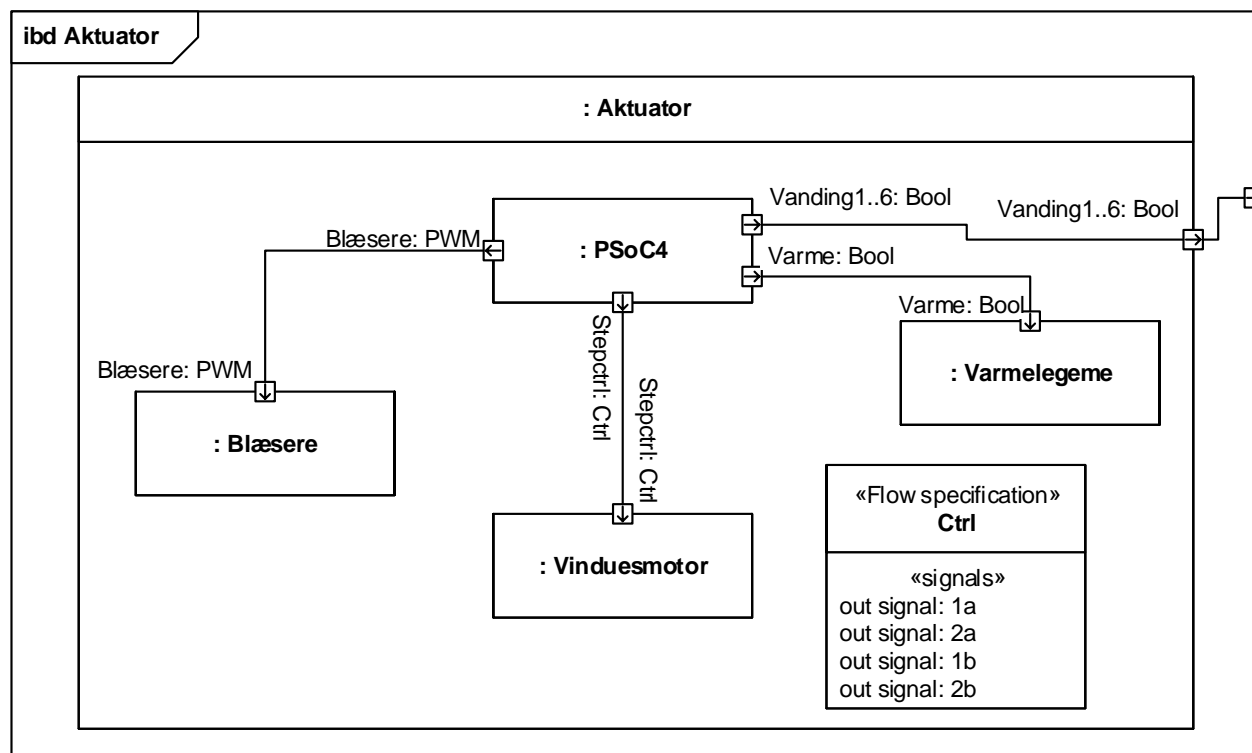 ibd Aktuator
: Aktuator
Vanding1..6: Bool
Vanding1..6: Bool
Blæsere: PWM
: PSoC4
Varme: Bool
Varme: Bool
Stepctrl: Ctrl
Stepctrl: Ctrl
Blæsere: PWM
: Varmelegeme
: Blæsere
«Flow specification»
Ctrl
: Vinduesmotor
«signals»
out signal: 1a
out signal: 2a
out signal: 1b
out signal: 2b